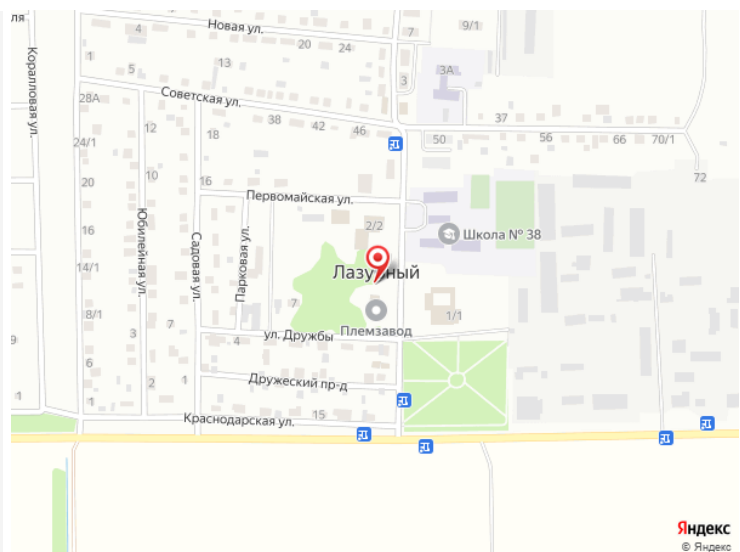 ля
Новая ул.
4
20
24
7
9/1
Коралловая ул.
1
5
13
3
3А
Советская ул.
28А
18
38
42
46
37
12
50
56
66
70/1
24/1
10
16
72
20
Первомайская ул.
16
Юбилейная ул.
Садовая ул.
Парковая ул.
2/2
Школа № 38
14/1
Лазурный
7
8/1
3
7
Племзавод
1/1
9
4
ул. Дружбы
6
2
1
Дружеский пр-д
1
1
Краснодарская ул.
15
Яндекс
© Яндекс